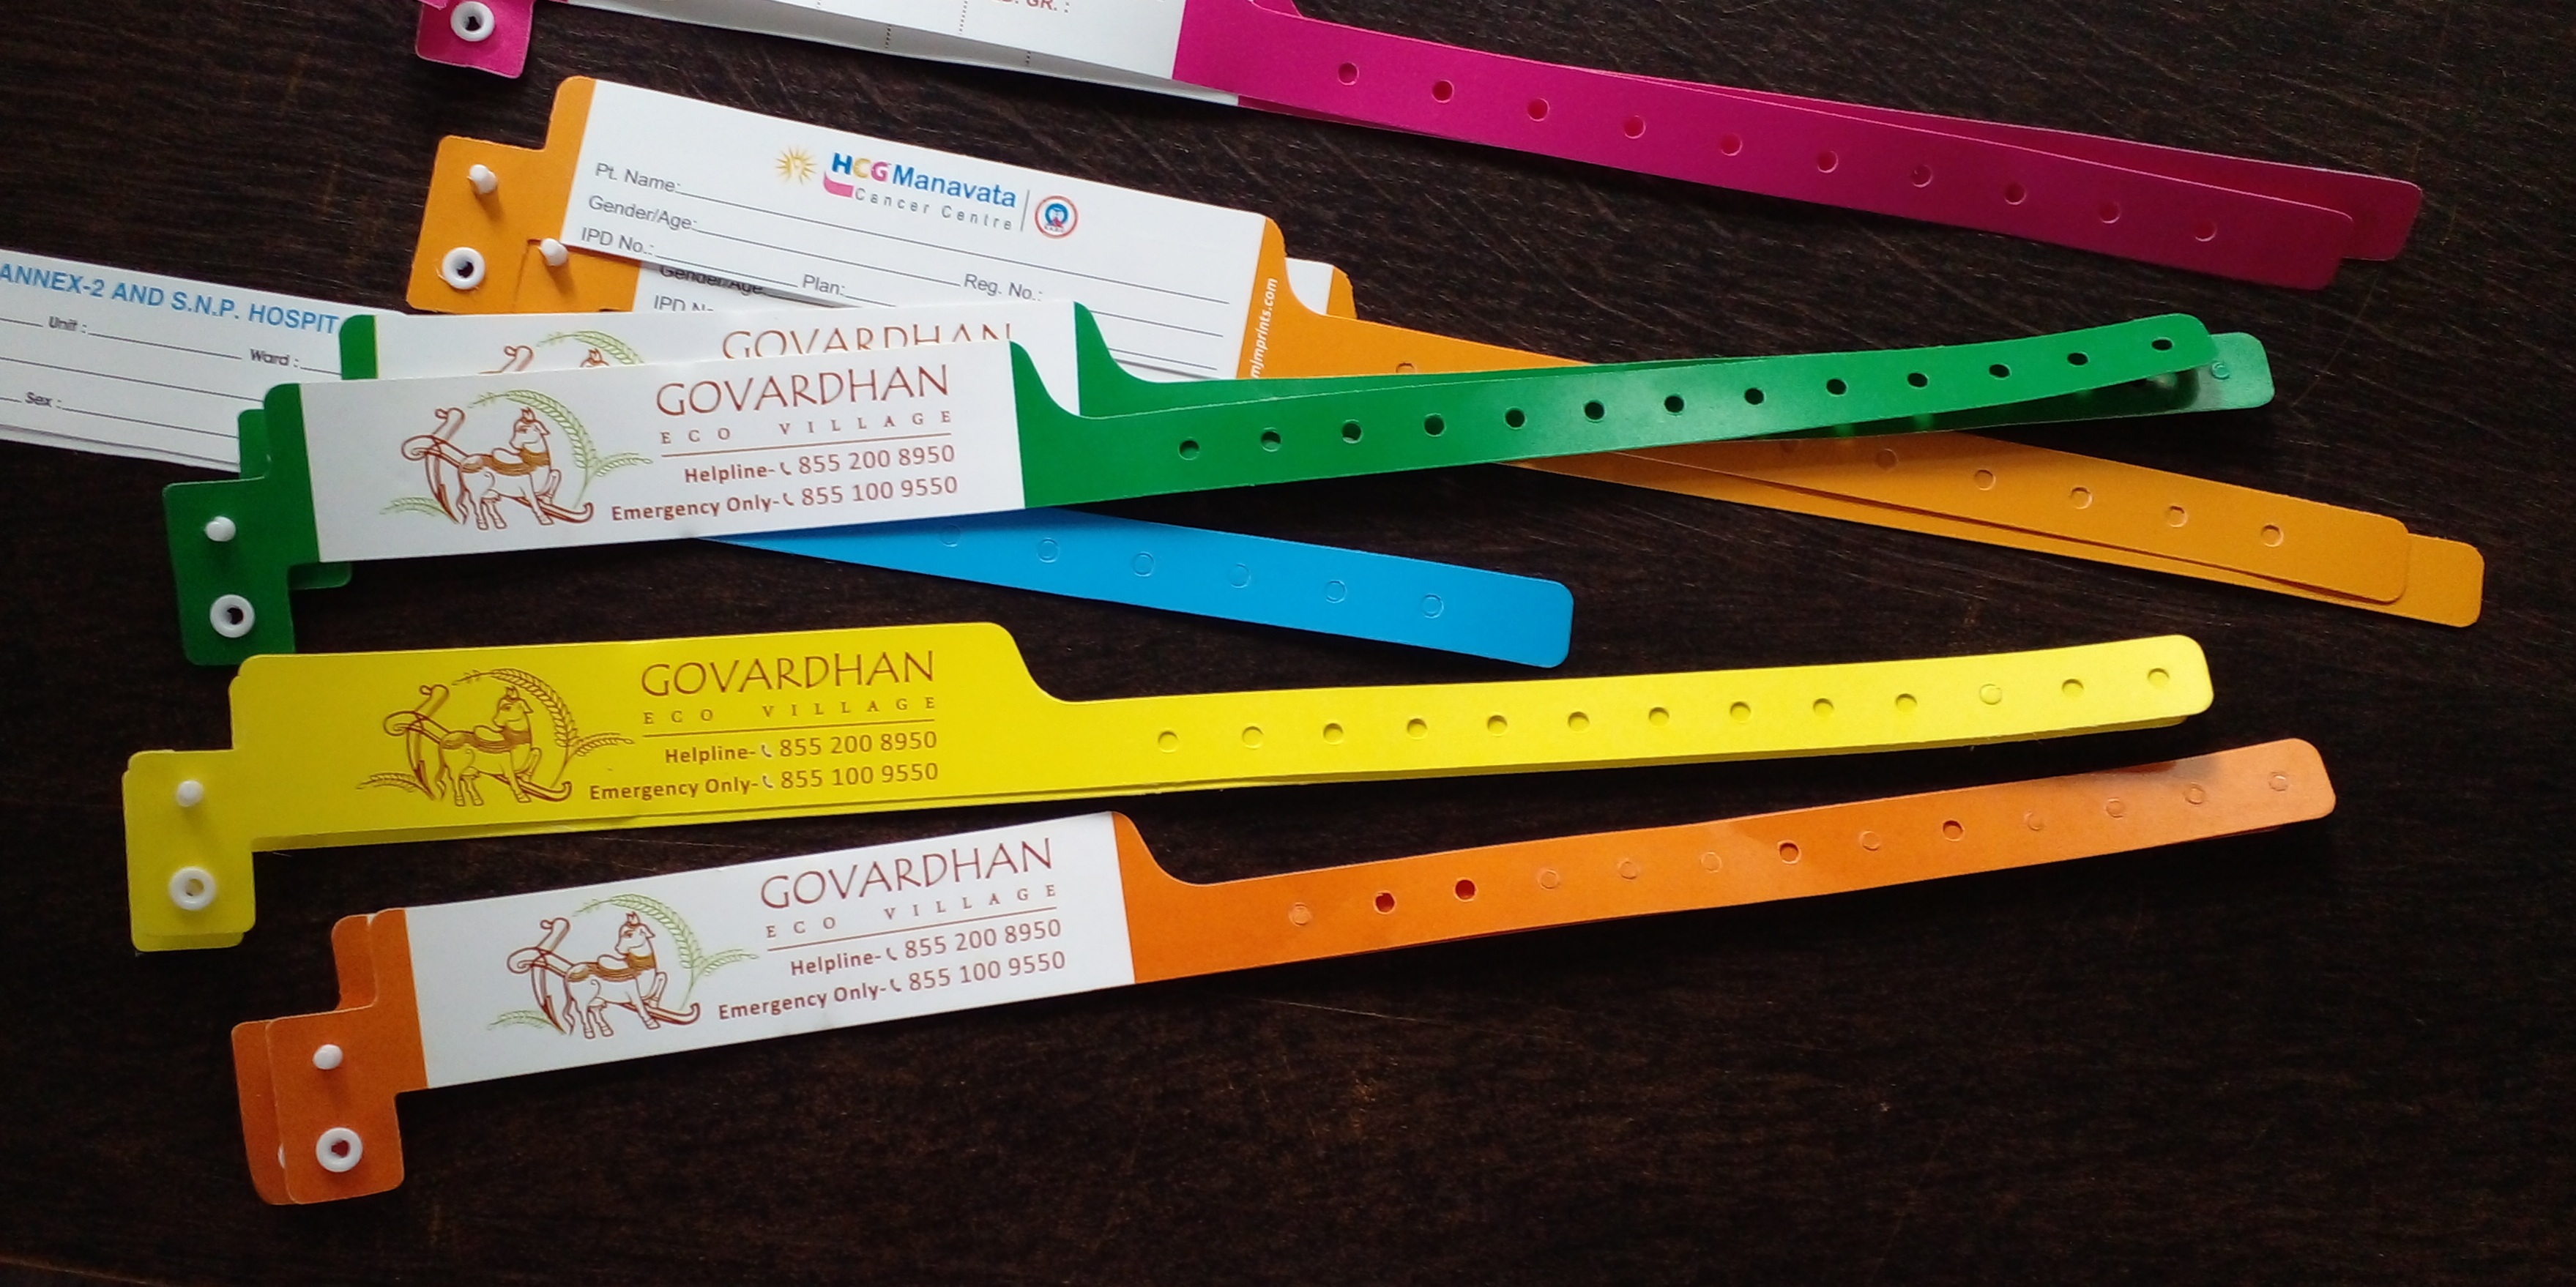 GR. :
HCG Manavata
Cancer Centre
Pt. Name:
Gender/Age:
IPD No.: Plan: Reg. No.:
Gender/Age:
IPD
ANNEX-2 AND S.N.P.
Unit :
Ward :
Sex :
GOVARDHAN
GOVARDHAN
ECO VILLAGE
Helpline- 855 200 8950
Emergency Only- 855 100 9550
GOVARDHAN
ECO VILLAGE
Helpline- 855 200 8950
Emergency Only- 855 100 9550
GOVARDHAN
ECO VILLAGE
Helpline- 855 200 8950
Emergency Only- 855 100 9550